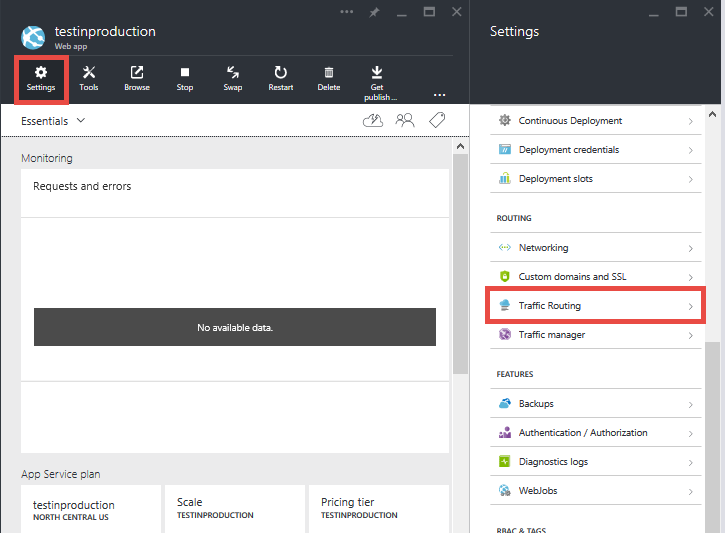 testinproduction
Web app
Settings
Tools
Browse
Stop
Swap
Restart
Delete
Get
publish...
Essentials
Monitoring
Requests and errors
No available data.
App Service plan
testinproduction
NORTH CENTRAL US
Scale
TESTINPRODUCTION
Pricing tier
TESTINPRODUCTION
Settings
Continuous Deployment
Deployment credentials
Deployment slots
ROUTING
Networking
Custom domains and SSL
Traffic Routing
Traffic manager
FEATURES
Backups
Authentication / Authorization
Diagnostics logs
WebJobs
RBAC & TAGS